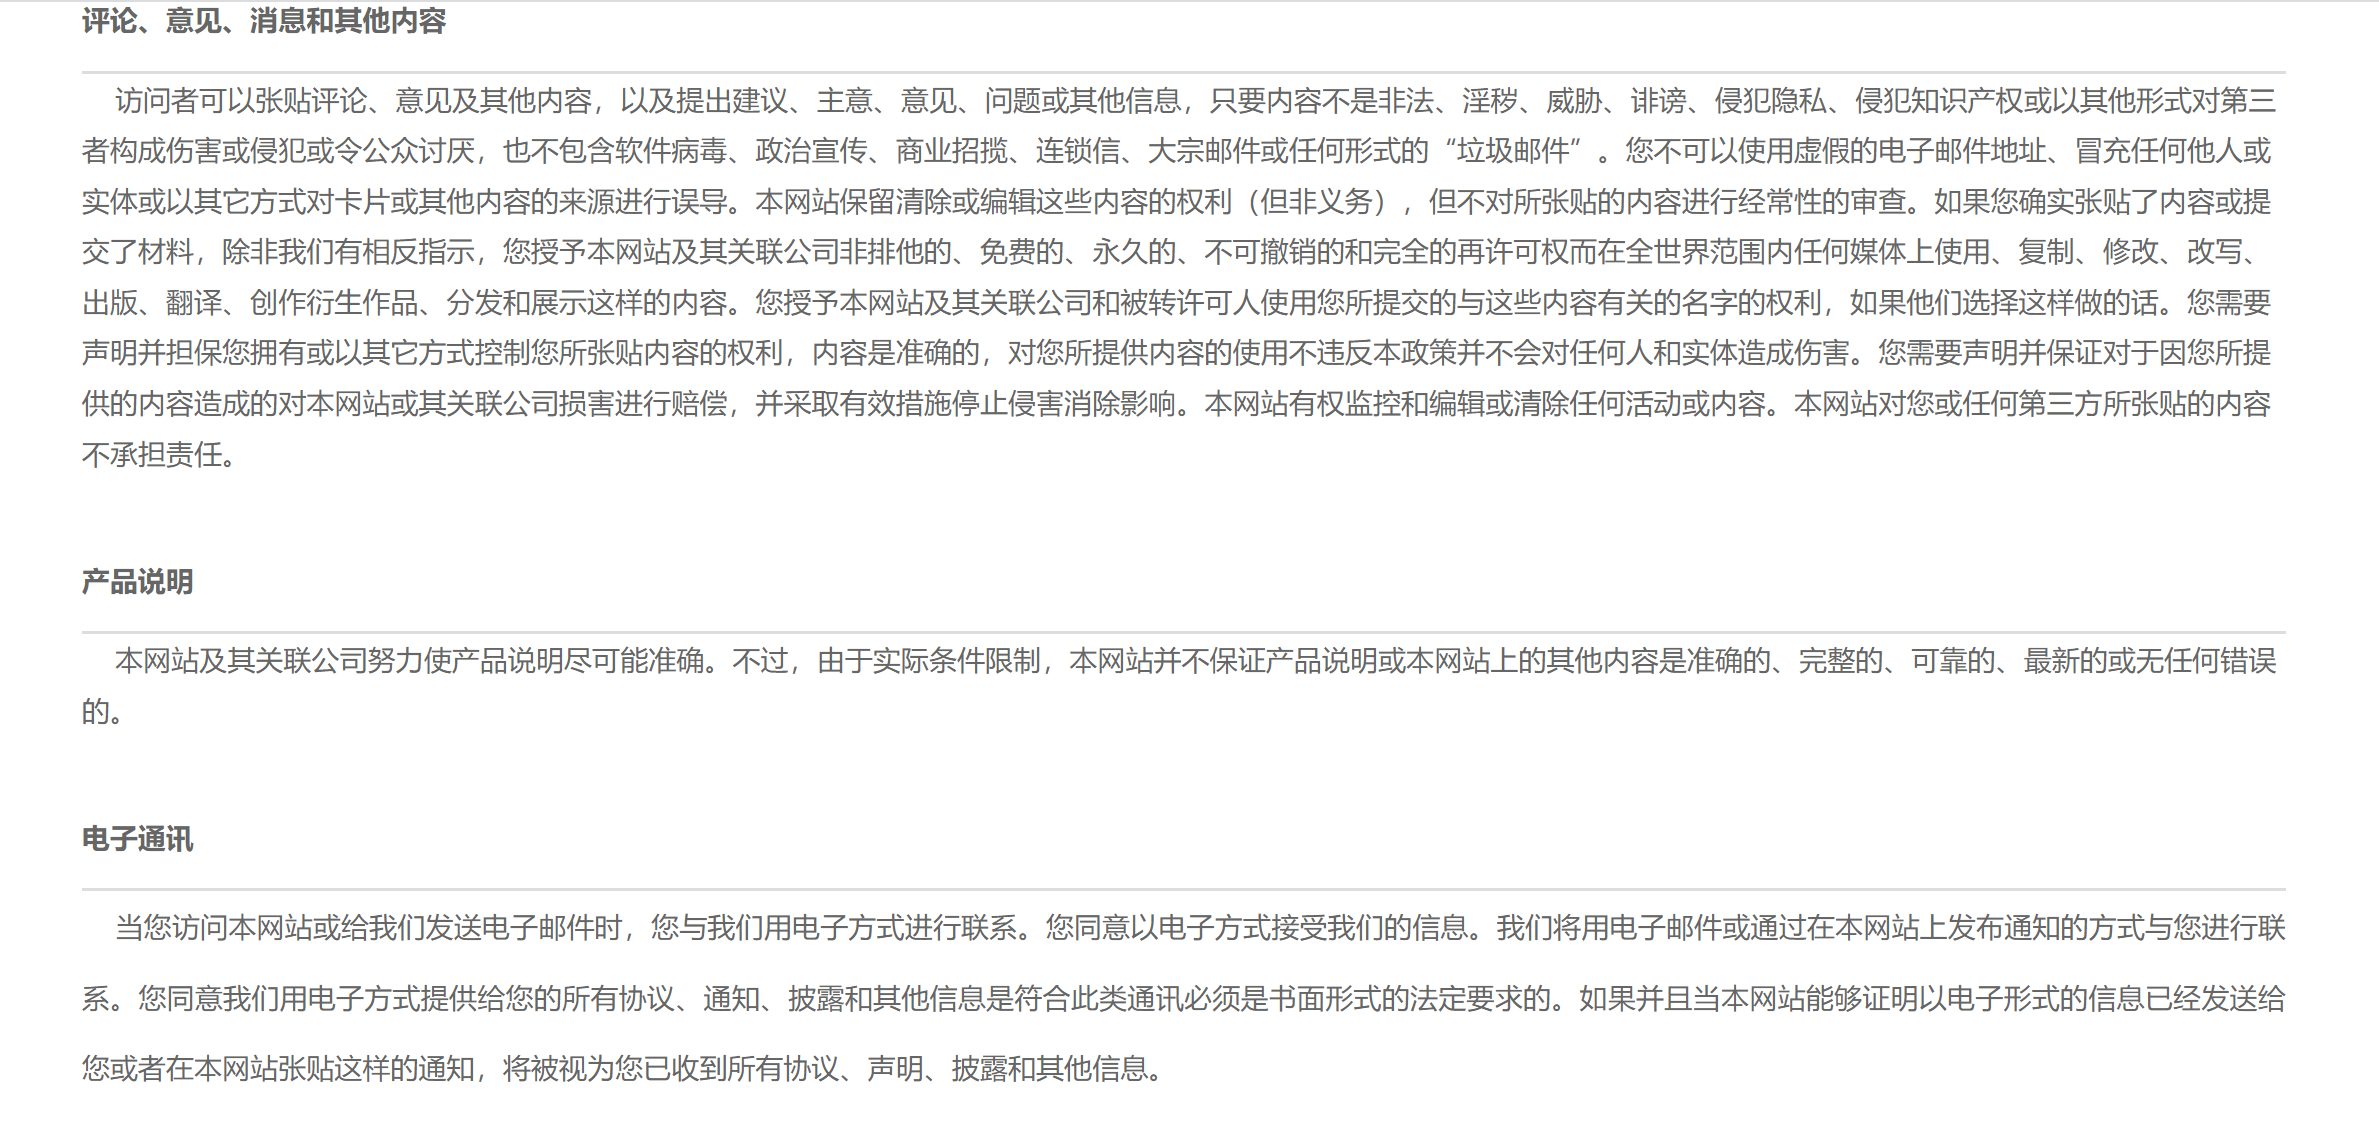 评论、意见、消息和其他内容
访问者可以张贴评论、意见及其他内容，以及提出建议、主意、意见、问题或其他信息，只要内容不是非法、淫秽、威胁、诽谤、侵犯隐私、侵犯知识产权或以其他形式对第三
者构成伤害或侵犯或令公众讨厌，也不包含软件病毒、政治宣传、商业招揽、连锁信、大宗邮件或任何形式的“垃圾邮件”。您不可以使用虚假的电子邮件地址、冒充任何他人或
实体或以其它方式对卡片或其他内容的来源进行误导。本网站保留清除或编辑这些内容的权利（但非义务），但不对所张贴的内容进行经常性的审查。如果您确实张贴了内容或提
交了材料，除非我们有相反指示，您授予本网站及其关联公司非排他的、免费的、永久的、不可撤销的和完全的再许可权而在全世界范围内任何媒体上使用、复制、修改、改写、
出版、翻译、创作衍生作品、分发和展示这样的内容。您授予本网站及其关联公司和被转许可人使用您所提交的与这些内容有关的名字的权利，如果他们选择这样做的话。您需要
声明并担保您拥有或以其它方式控制您所张贴内容的权利，内容是准确的，对您所提供内容的使用不违反本政策并不会对任何人和实体造成伤害。您需要声明并保证对于因您所提
供的内容造成的对本网站或其关联公司损害进行赔偿，并采取有效措施停止侵害消除影响。本网站有权监控和编辑或清除任何活动或内容。本网站对您或任何第三方所张贴的内容
不承担责任。
产品说明
本网站及其关联公司努力使产品说明尽可能准确。不过，由于实际条件限制，本网站并不保证产品说明或本网站上的其他内容是准确的、完整的、可靠的、最新的或无任何错误
的。
电子通讯
当您访问本网站或给我们发送电子邮件时，您与我们用电子方式进行联系。您同意以电子方式接受我们的信息。我们将用电子邮件或通过在本网站上发布通知的方式与您进行联
系。您同意我们用电子方式提供给您的所有协议、通知、披露和其他信息是符合此类通讯必须是书面形式的法定要求的。如果并且当本网站能够证明以电子形式的信息已经发送给
您或者在本网站张贴这样的通知，将被视为您已收到所有协议、声明、披露和其他信息。